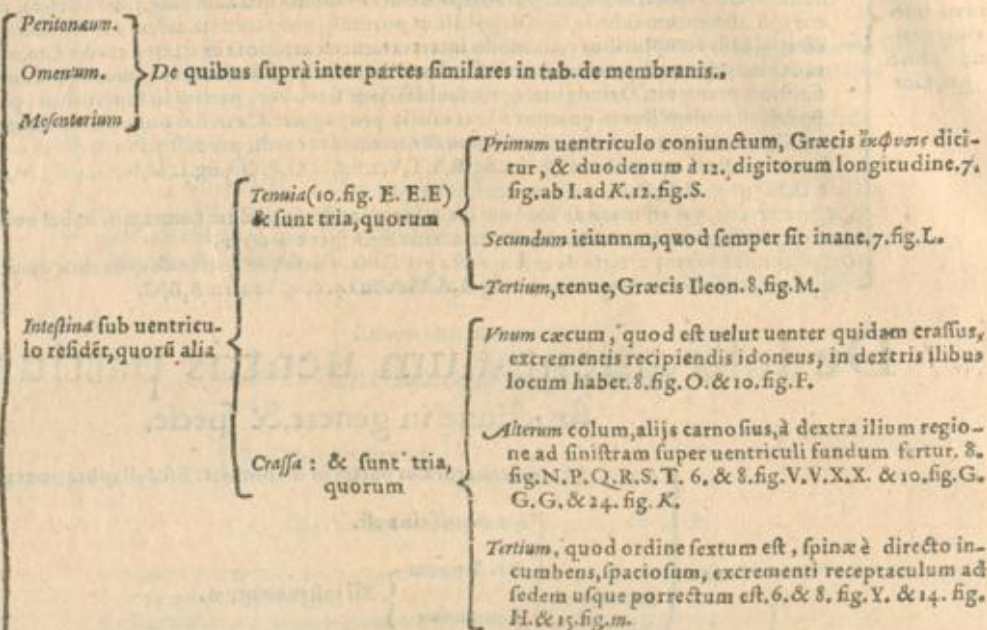 Peritonæum.
Omentum.
Mesenterium
De quibus ſuprà inter partes ſimilares in tab. de membranis.
Inteſtina ſub uentricu-
lo reſidēt, quorū alia
Tenuia (10. fig. E. E. E)
& ſunt tria, quorum
Primum uentriculo coniunctum, Græcis ἔκφυσις dici-
tur, & duodenum à 12. digitorum longitudine. 7.
fig. ab I. ad K. 12. fig. S.
Secundum ieiunnm, quod ſemper ſit inane. 7. fig. L.
Tertium, tenue, Græcis Ileon. 8, fig. M.
Craſſa: & ſunt tria,
quorum
Vnum cæcum, quod eſt uelut uenter quidam craſſus,
excrementis recipiendis idoneus, in dextris ilibus
locum habet. 8. fig. O. & 10. fig. F.
Alterum colum, alijs carnoſius, à dextra ilium regio-
ne ad ſiniſtram ſuper uentriculi fundum fertur. 8.
fig. N. P. Q. R. S. T. 6. & 8. fig. V. V. X. X. & 10. fig. G.
G. G. & 24. fig. K.
Tertium, quod ordine ſextum eſt, ſpinæ è directo in-
cumbens, ſpacioſum, excrementi receptaculum ad
ſedem uſque porrectum eſt. 6. & 8. fig. Y. & 14. fig.
H. & 15. fig. m.